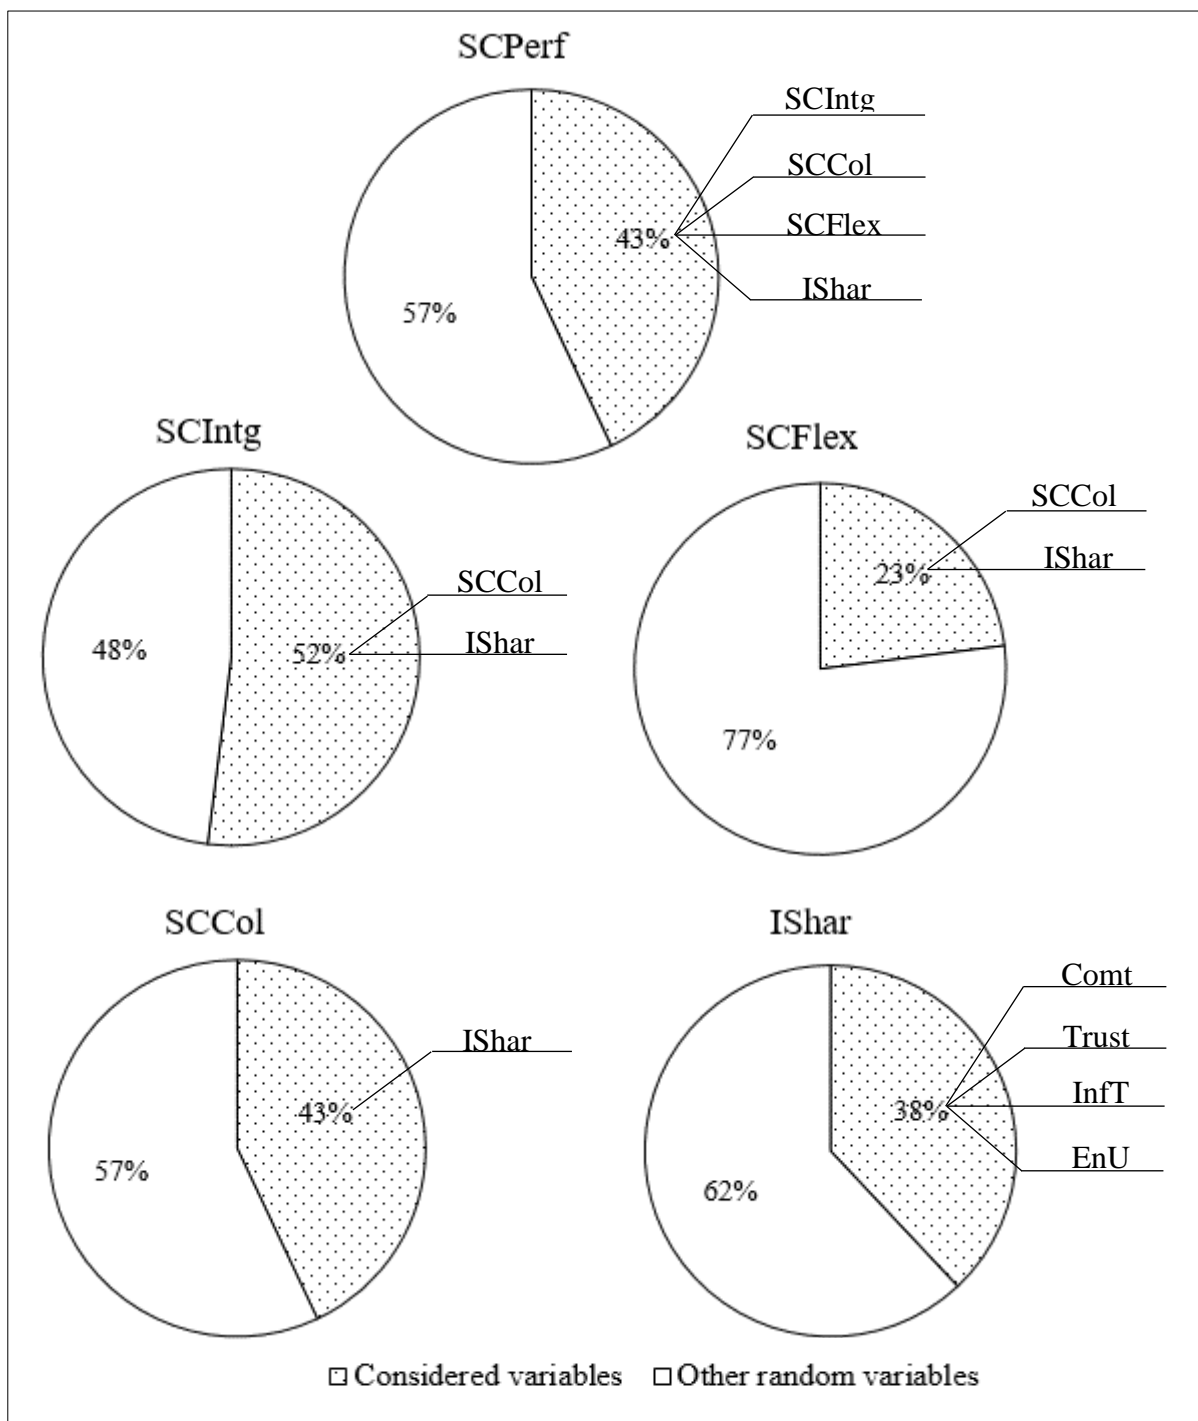 SCPerf
SCIntg
SCCol
SCFlex
IShar
43%
57%
SCIntg
SCCol
IShar
52%
48%
SCFlex
SCCol
IShar
23%
77%
SCCol
IShar
43%
57%
IShar
Comt
Trust
InfT
EnU
38%
62%
Considered variables Other random variables